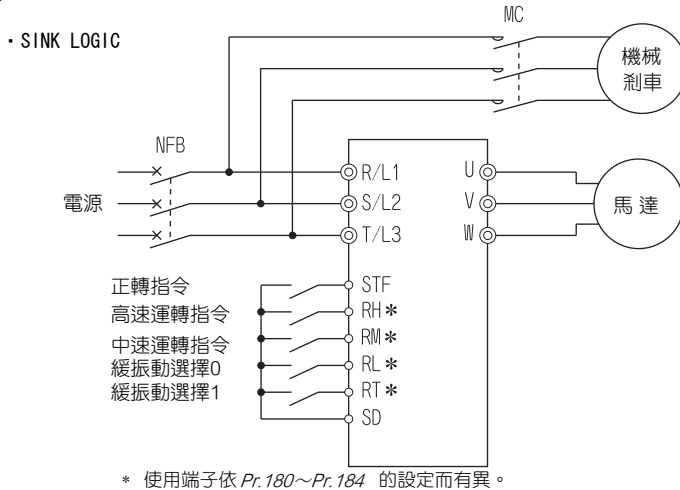 ・SINK LOGIC
MC
機械
剎車
NFB
電源
R/L1
S/L2
T/L3
U
V
W
馬達
正轉指令
高速運轉指令
中速運轉指令
緩振動選擇0
緩振動選擇1
STF
RH*
RM*
RL*
RT*
SD
* 使用端子依 Pr.180～Pr.184 的設定而有異。